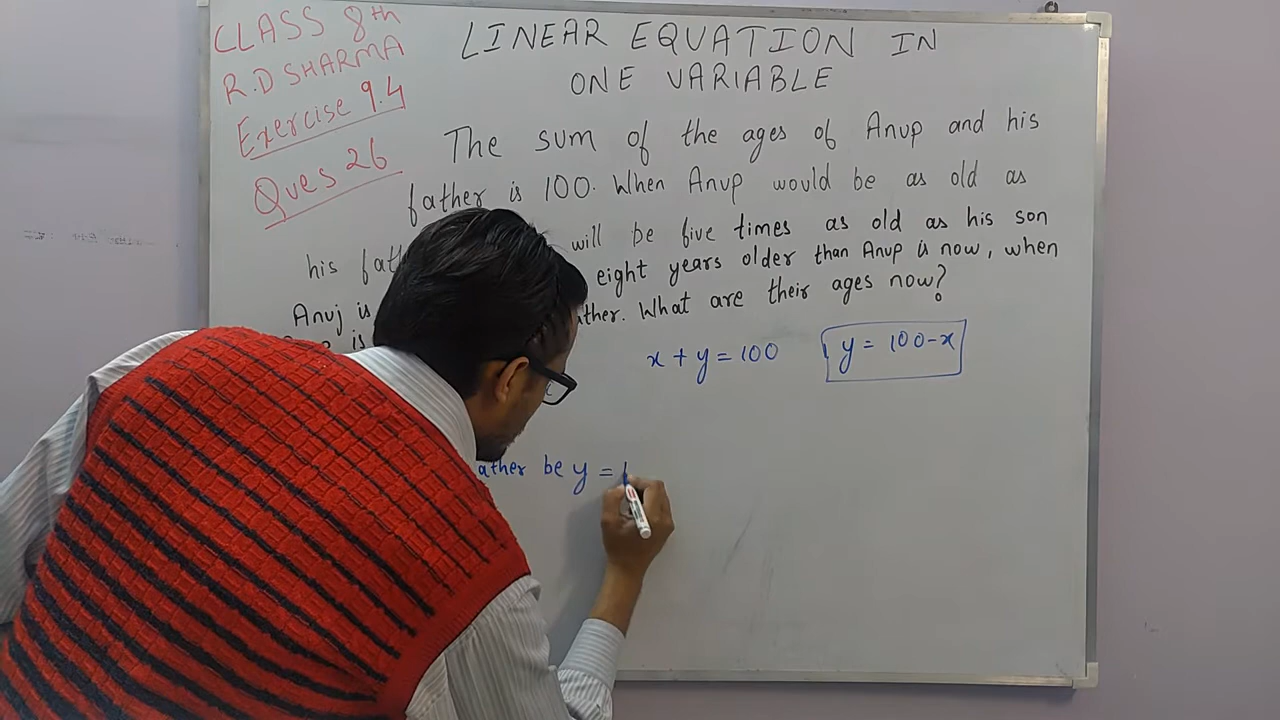 CLASS 8th
R.D SHARMA
Exercise 9.4
Ques 26
LINEAR EQUATION IN
ONE VARIABLE
The sum of the ages of Anup and his
father is 100. When Anup would be as old as
his will be five times as old as his son
Anuj is eight years older than Anup is now, when
What are their ages now?
x + y = 100
y = 100-x
be y =